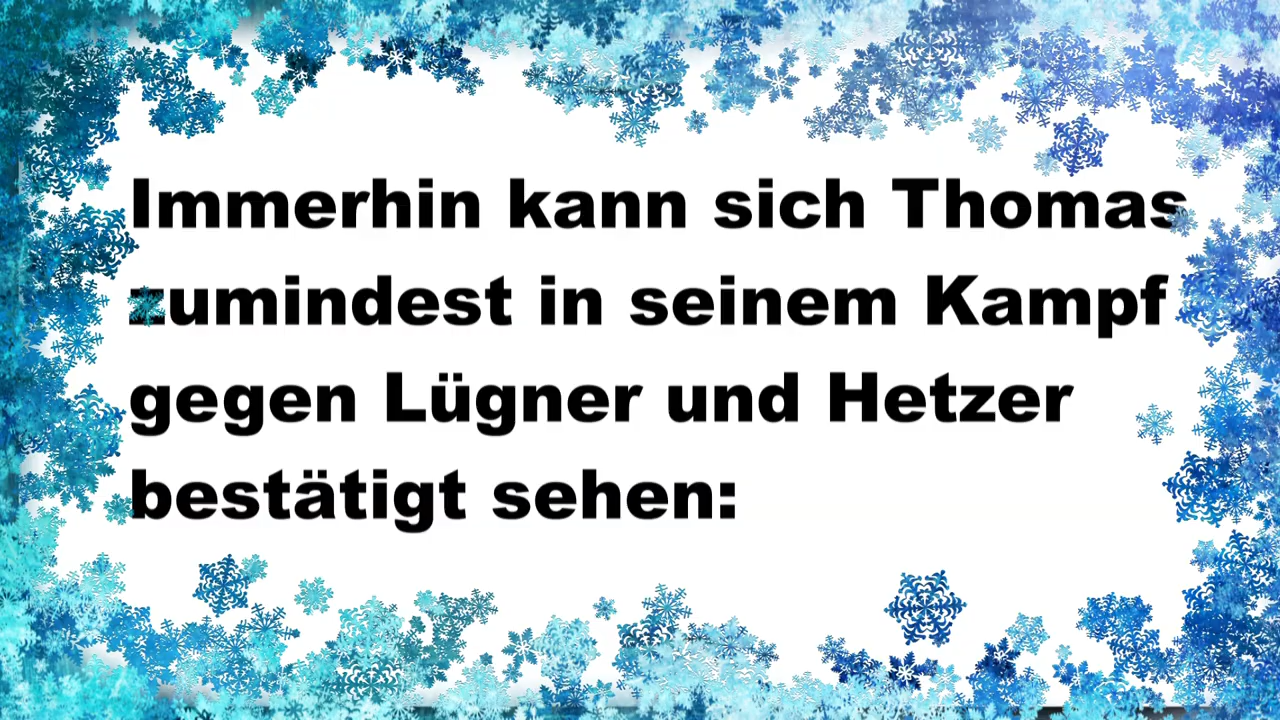 Immerhin kann sich Thomas
zumindest in seinem Kampf
gegen Lügner und Hetzer
bestätigt sehen: